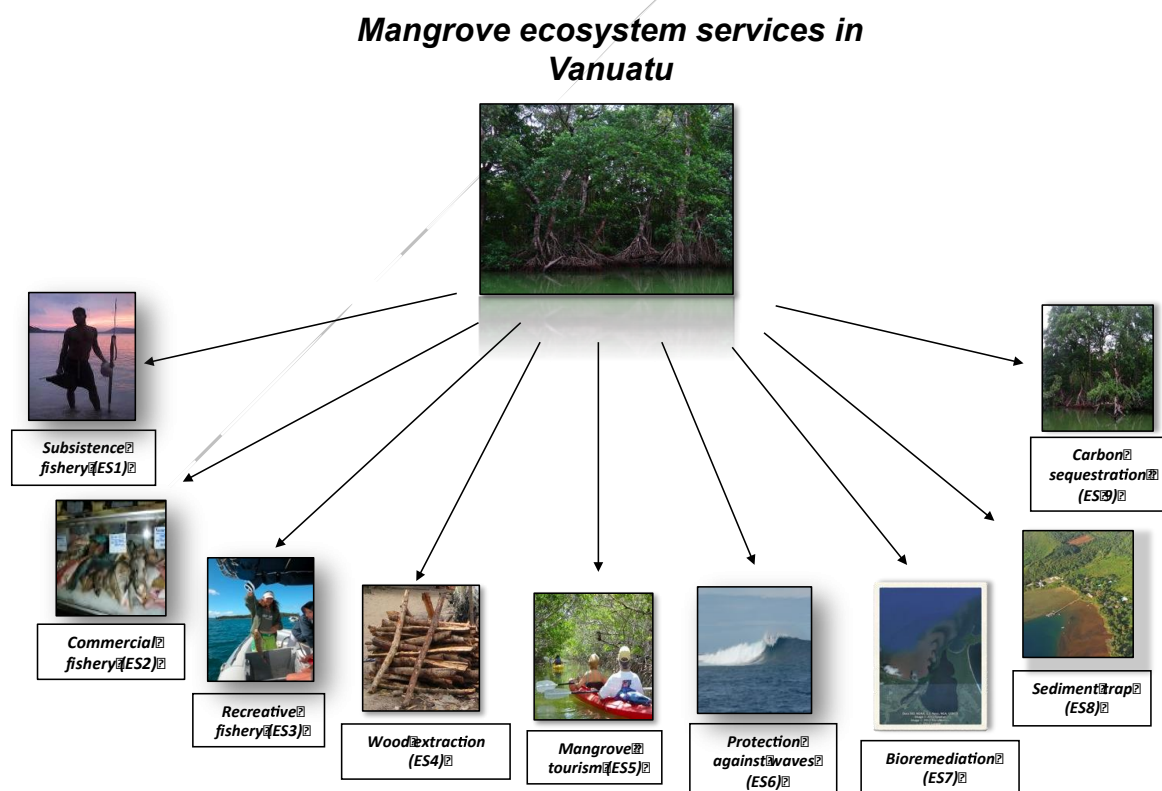 Mangrove ecosystem services in
Vanuatu
Subsistence
fishery (ES1)
Commercial
fishery (ES2)
Recreative
fishery (ES3)
Wood extraction
(ES4)
Mangrove
tourism (ES5)
Protection
against waves
(ES6)
Bioremediation
(ES7)
Sediment trap
(ES8)
Carbon
sequestration
(ES 9)